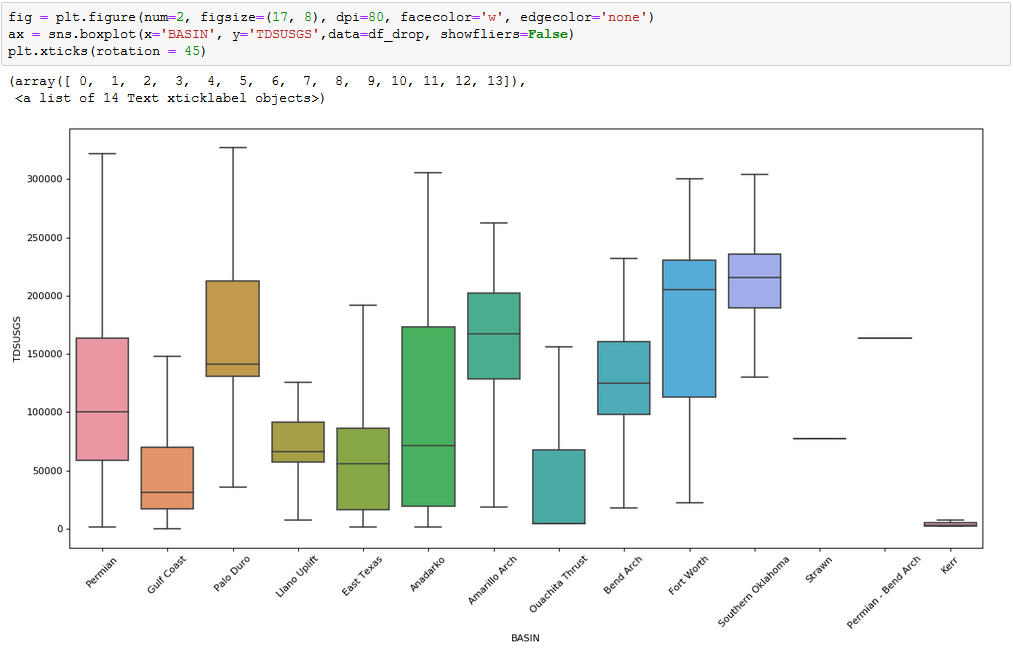 fig = plt.figure(num=2, figsize=(17, 8), dpi=80, facecolor='w', edgecolor='none')
ax = sns.boxplot(x='BASIN', y='TDSUSGS',data=df_drop, showfliers=False)
plt.xticks(rotation = 45)
(array([ 0,  1,  2,  3,  4,  5,  6,  7,  8,  9, 10, 11, 12, 13]),
 <a list of 14 Text xticklabel objects>)
300000
250000
200000
150000
100000
50000
0
TDSUSGS
Permian
Gulf Coast
Palo Duro
Llano Uplift
East Texas
Anadarko
Amarillo Arch
Ouachita Thrust
Bend Arch
Fort Worth
Southern Oklahoma
Strawn
Permian - Bend Arch
Kerr
BASIN